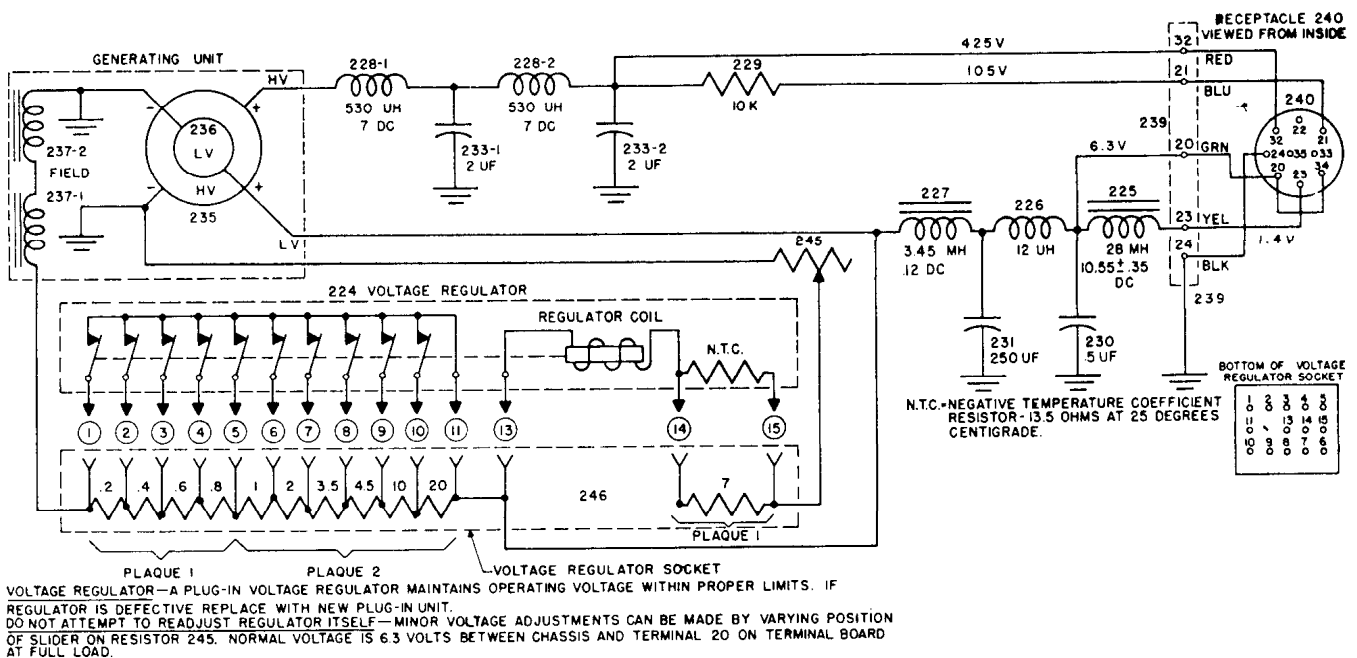 RECEPTACLE 240
VIEWED FROM INSIDE
GENERATING UNIT
HV
228-1
530 UH
7 DC
228-2
530 UH
7 DC
425V
32
RED
229
10 K
105V
21
BLU
233-1
2 UF
233-2
2 UF
237-2
FIELD
237-1
-
+
236
LV
HV
-
+
235
LV
240
22
32
21
24
35
33
20
23
34
239
6.3V
20
GRN
227
3.45 MH
.12 DC
226
12 UH
225
28 MH
10.55±.35
DC
23
YEL
1.4V
24
BLK
239
245
231
250 UF
230
.5 UF
224 VOLTAGE REGULATOR
REGULATOR COIL
N.T.C.
1 2 3 4 5 6 7 8 9 10 11 13 14 15
.2 .4 .6 .8 1 2 3.5 4.5 10 20
246
7
PLAQUE 1
PLAQUE 1
PLAQUE 2
VOLTAGE REGULATOR SOCKET
N.T.C.=NEGATIVE TEMPERATURE COEFFICIENT
RESISTOR-13.5 OHMS AT 25 DEGREES
CENTIGRADE.
BOTTOM OF VOLTAGE
REGULATOR SOCKET
1 2 3 4 5
11 13 14 15
10 9 8 7 6
VOLTAGE REGULATOR—A PLUG-IN VOLTAGE REGULATOR MAINTAINS OPERATING VOLTAGE WITHIN PROPER LIMITS. IF
REGULATOR IS DEFECTIVE REPLACE WITH NEW PLUG-IN UNIT.
DO NOT ATTEMPT TO READJUST REGULATOR ITSELF—MINOR VOLTAGE ADJUSTMENTS CAN BE MADE BY VARYING POSITION
OF SLIDER ON RESISTOR 245. NORMAL VOLTAGE IS 6.3 VOLTS BETWEEN CHASSIS AND TERMINAL 20 ON TERMINAL BOARD
AT FULL LOAD.